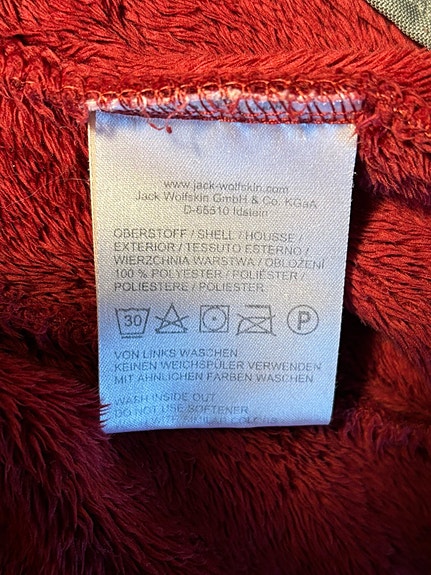 www.jack-wolfskin.com
Jack Wolfskin GmbH & Co. KGaA
D-65510 Idstein
OBERSTOFF / SHELL / HOUSSE /
EXTERIOR / TESSUTO ESTERNO /
WIERZCHNIA WARSTWA / OBLOŽENÍ
100 % POLYESTER / POLIÉSTER /
POLIESTERE / POLIESTER
30 P
VON LINKS WASCHEN
KEINEN WEICHSPÜLER VERWENDEN
MIT ÄHNLICHEN FARBEN WASCHEN
WASH INSIDE OUT
DO NOT USE SOFTENER